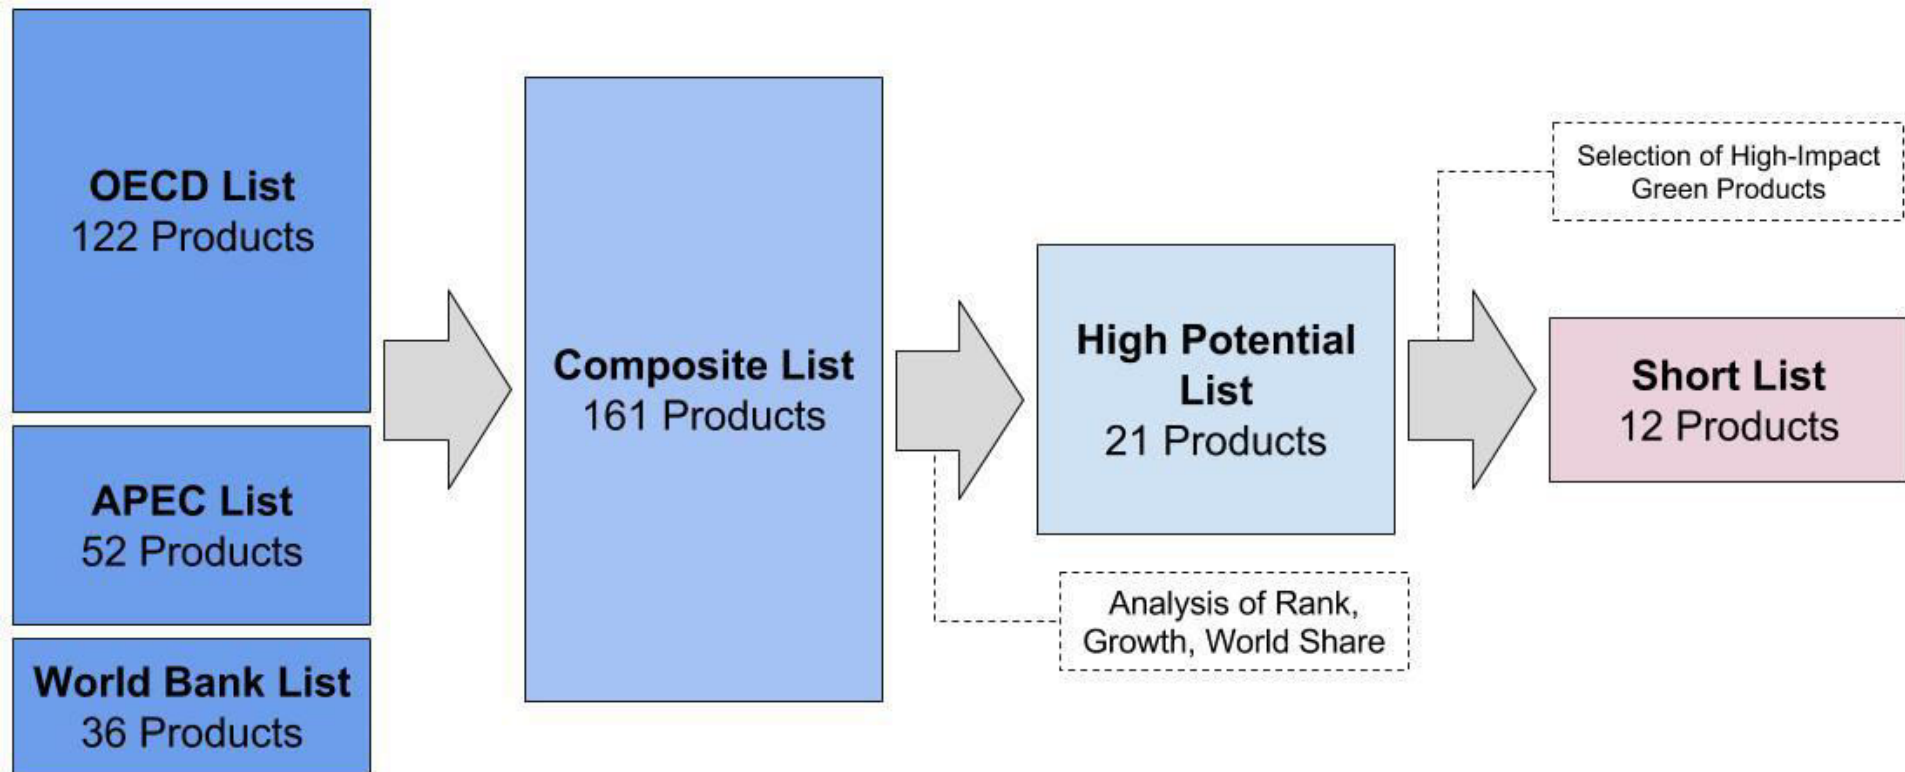 OECD List
122 Products
APEC List
52 Products
World Bank List
36 Products
Composite List
161 Products
High Potential
List
21 Products
Analysis of Rank,
Growth, World Share
Selection of High-Impact
Green Products
Short List
12 Products